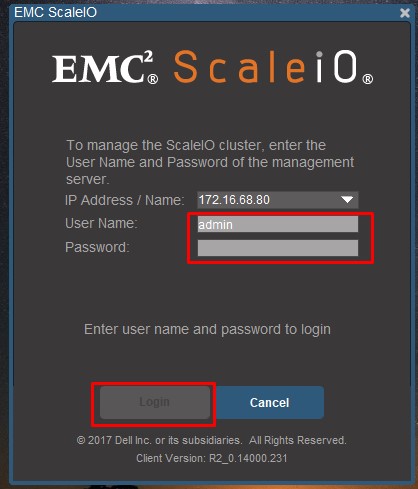 EMC ScaleIO
EMC²® ScaleiO®
To manage the ScaleIO cluster, enter the
User Name and Password of the management
server.
IP Address / Name: 172.16.68.80
User Name: admin
Password:
Enter user name and password to login
Login Cancel
© 2017 Dell Inc. or its subsidiaries. All Rights Reserved.
Client Version: R2_0.14000.231